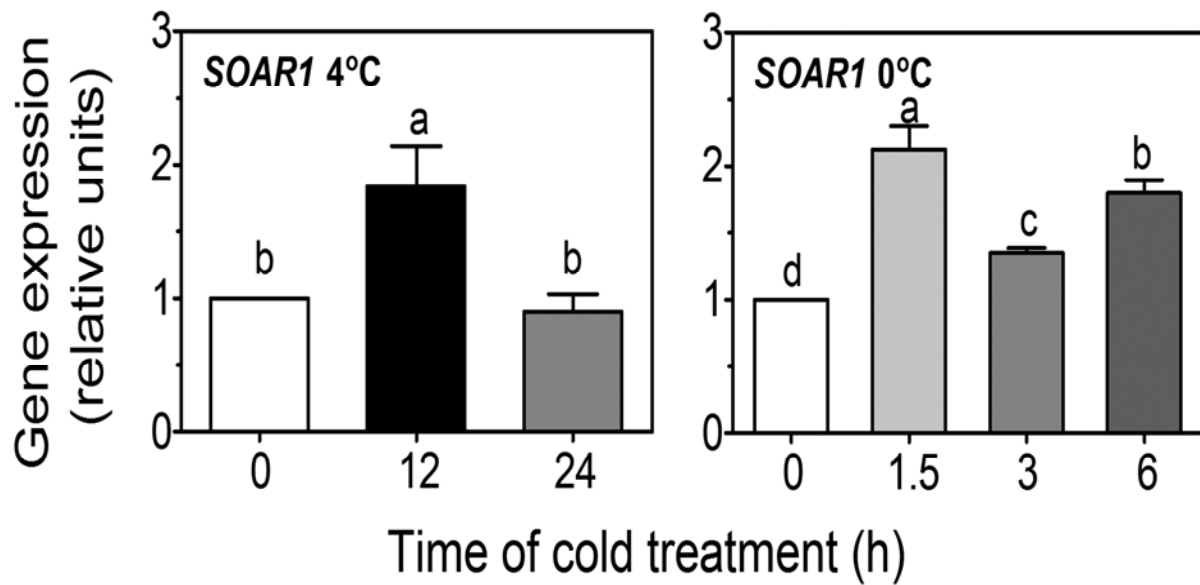 Gene expression
(relative units)
3
2
1
0
SOAR1 4ºC
b
a
b
0 12 24
3
2
1
0
SOAR1 0ºC
d
a
c
b
0 1.5 3 6
Time of cold treatment (h)